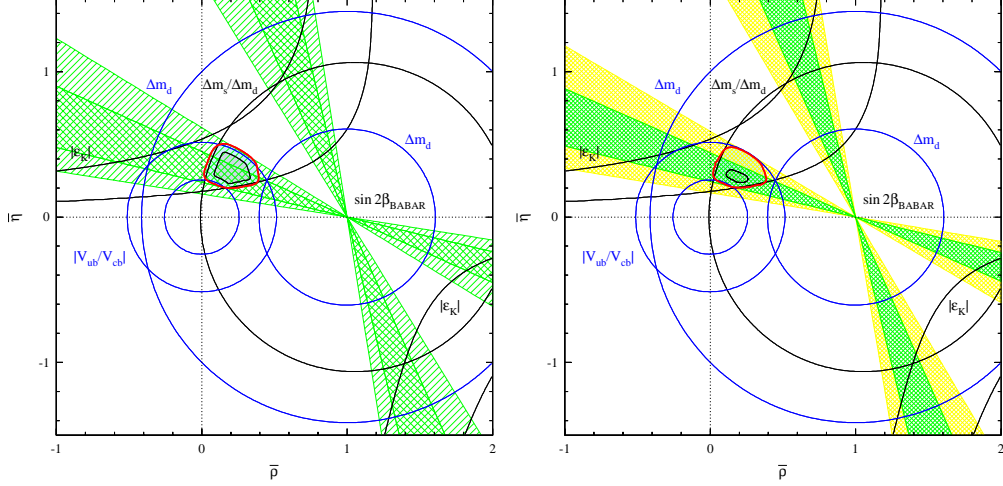 Δm_d
Δm_s/Δm_d
Δm_d
|ε_K|
sin 2β_BABAR
|V_ub/V_cb|
|ε_K|
η̅
1
0
-1
-1
0
1
2
ρ̅
Δm_d
Δm_s/Δm_d
Δm_d
|ε_K|
sin 2β_BABAR
|V_ub/V_cb|
|ε_K|
η̅
1
0
-1
-1
0
1
2
ρ̅